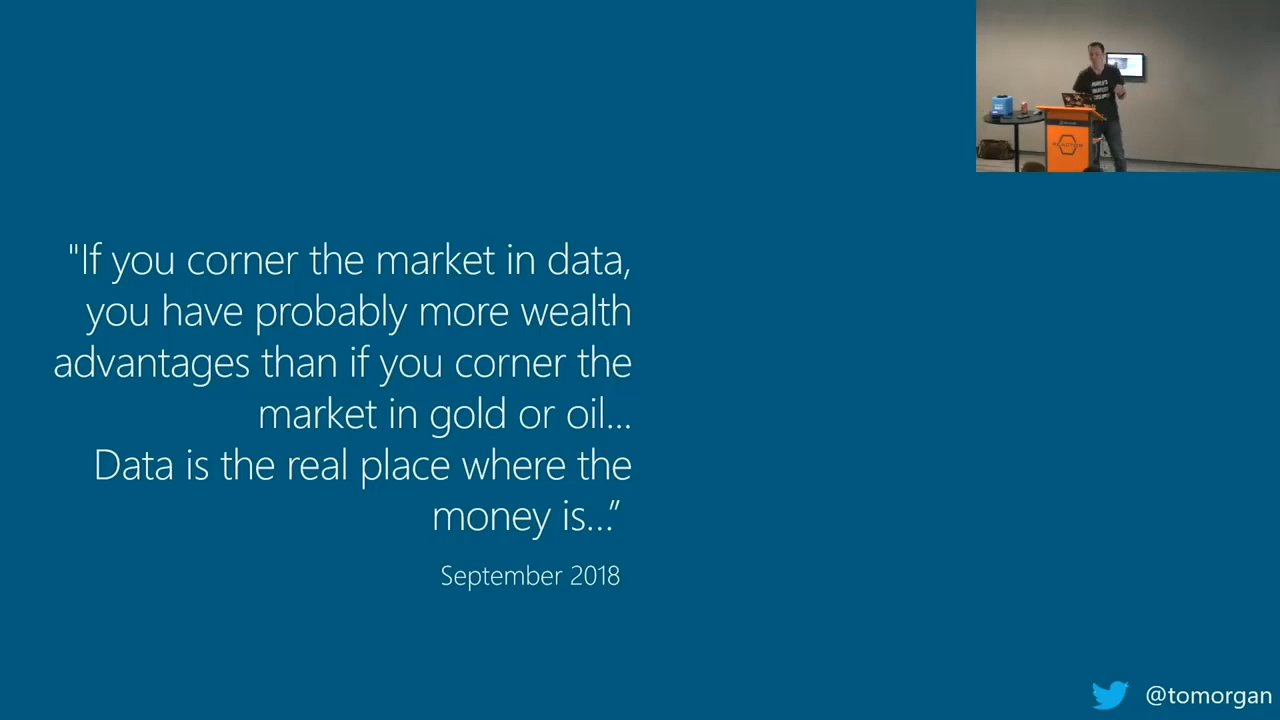 "If you corner the market in data,
you have probably more wealth
advantages than if you corner the
market in gold or oil...
Data is the real place where the
money is...”
September 2018
@tomorgan